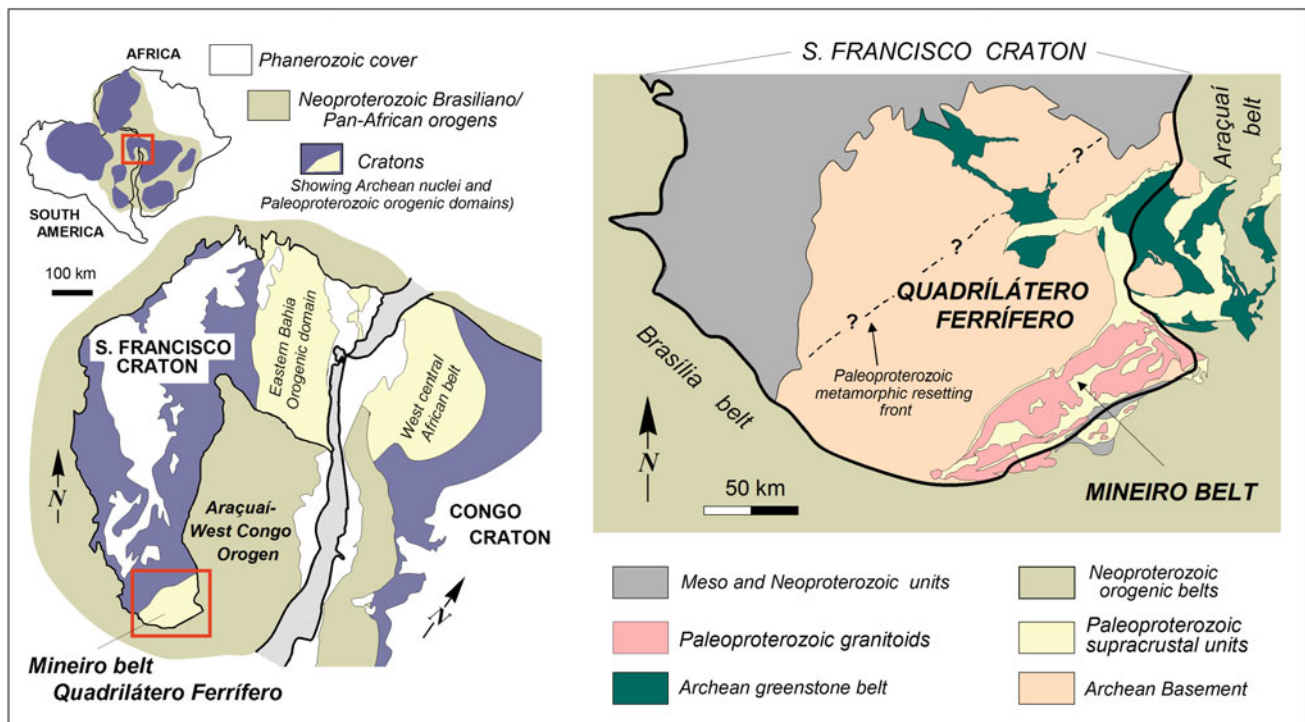 AFRICA
Phanerozoic cover
Neoproterozoic Brasiliano/
Pan-African orogens
Cratons
Showing Archean nuclei and
Paleoproterozoic orogenic domains)
SOUTH
AMERICA
100 km
S. FRANCISCO
CRATON
Eastern Bahia
Orogenic domain
West central
African belt
N
Araçuaí-
West Congo
Orogen
CONGO
CRATON
N
Mineiro belt
Quadrilátero Ferrífero
S. FRANCISCO CRATON
Araçuaí
belt
?
?
?
QUADRÍLÁTERO
FERRÍFERO
Paleoproterozoic
metamorphic resetting
front
Brasília belt
N
50 km
MINEIRO BELT
Meso and Neoproterozoic units
Paleoproterozoic granitoids
Archean greenstone belt
Neoproterozoic
orogenic belts
Paleoproterozoic
supracrustal units
Archean Basement